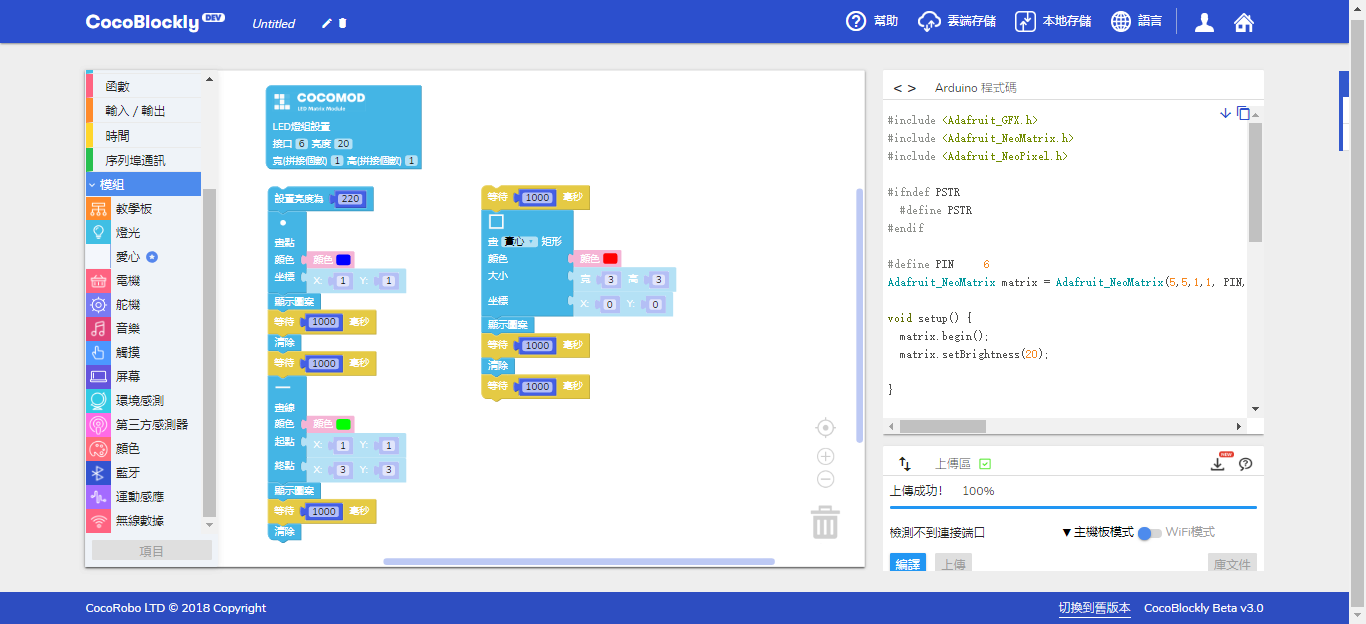 CocoBlockly DEV Untitled 幫助 雲端存儲 本地存儲 語言
函數
輸入 / 輸出
時間
序列埠通訊
模組
教學板
燈光
愛心
電機
舵機
音樂
觸摸
屏幕
環境感測
第三方感測器
顏色
藍牙
運動感應
無線數據
項目
COCOMOD
LED Matrix Module
LED燈組設置
接口 6 亮度 20
寬(拼接個數) 1 高(拼接個數) 1
設置亮度為 220
畫點
顏色 顏色
坐標 X: 1 Y: 1
顯示圖案
等待 1000 毫秒
清除
等待 1000 毫秒
畫線
顏色 顏色
起點 X: 1 Y: 1
終點 X: 3 Y: 3
顯示圖案
等待 1000 毫秒
清除
等待 1000 毫秒
畫 實心 矩形
顏色 顏色
大小 寬 3 高 3
坐標 X: 0 Y: 0
顯示圖案
等待 1000 毫秒
清除
等待 1000 毫秒
< > Arduino 程式碼
#include <Adafruit_GFX.h>
#include <Adafruit_NeoMatrix.h>
#include <Adafruit_NeoPixel.h>
#ifndef PSTR
#define PSTR
#endif
#define PIN 6
Adafruit_NeoMatrix matrix = Adafruit_NeoMatrix(5,5,1,1, PIN,
void setup() {
matrix.begin();
matrix.setBrightness(20);
}
上傳區 NEW
上傳成功! 100%
檢測不到連接端口 ▼主機板模式 WiFi模式
編譯 上傳 庫文件
CocoRobo LTD © 2018 Copyright 切換到舊版本 CocoBlockly Beta v3.0